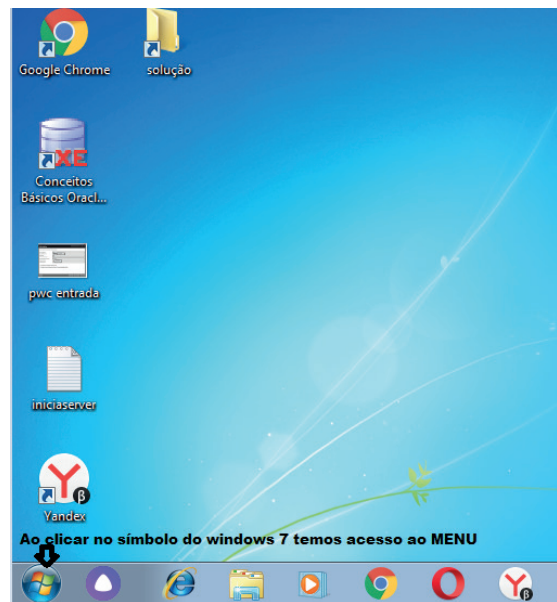 Google Chrome
solução
XE
Conceitos
Básicos Oracl...
pwc entrada
iniciaserver
Yandex
Ao clicar no símbolo do windows 7 temos acesso ao MENU